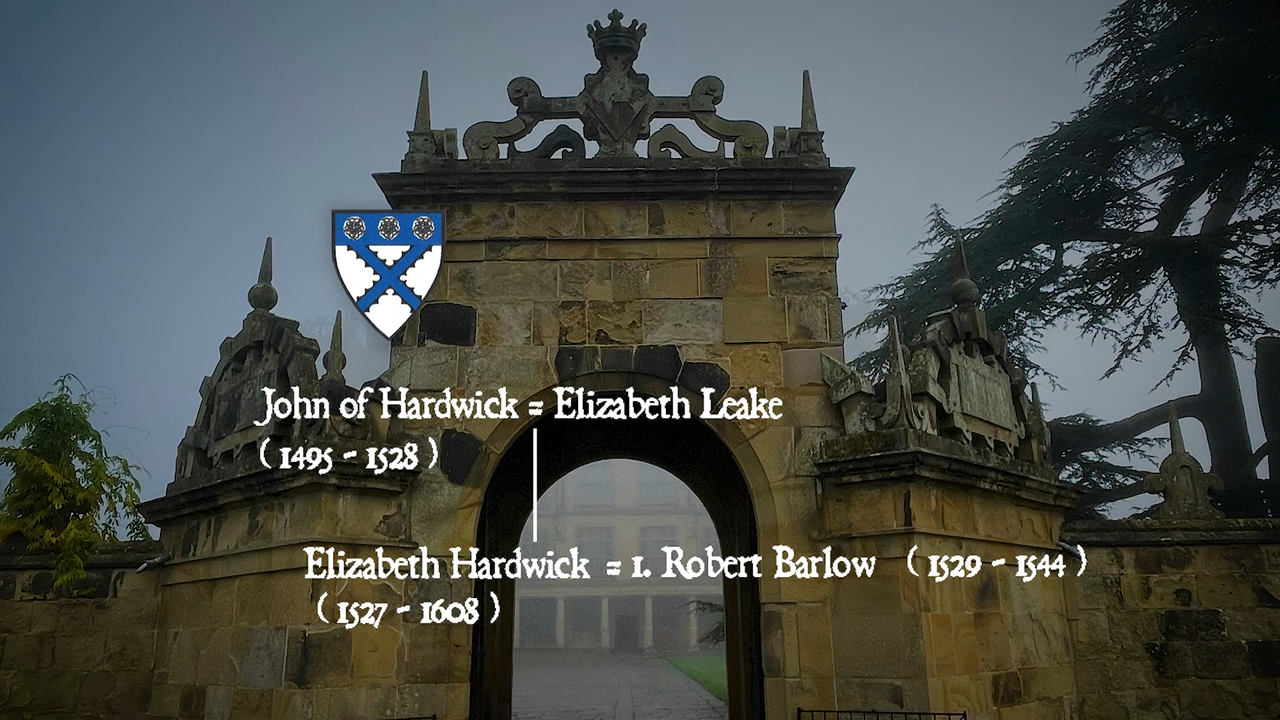 John of Hardwick = Elizabeth Leake
( 1495 - 1528 )
Elizabeth Hardwick = 1. Robert Barlow ( 1529 - 1544 )
( 1527 - 1608 )